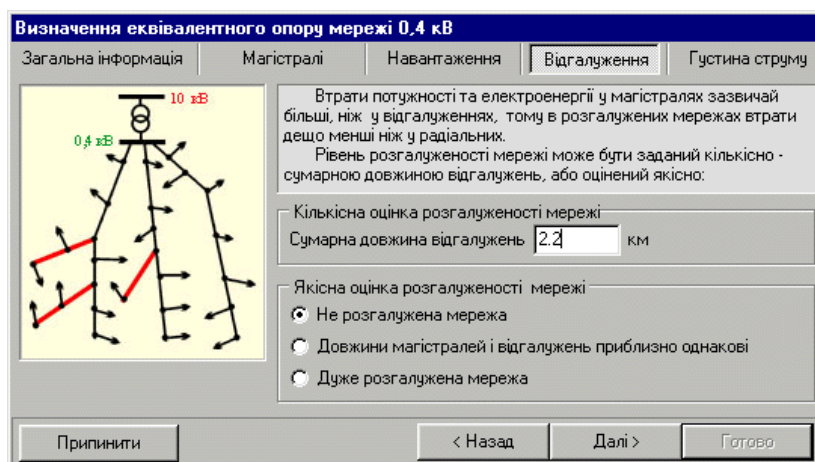 Визначення еквівалентного опору мережі 0,4 кВ
Загальна інформація
Магістралі
Навантаження
Відгалуження
Густина струму
10 кВ
0,4 кВ
Втрати потужності та електроенергії у магістралях зазвичай
більші, ніж у відгалуженнях, тому в розгалужених мережах втрати
дещо менші ніж у радіальних.
Рівень розгалуженості мережі може бути заданий кількісно -
сумарною довжиною відгалужень, або оцінений якісно:
Кількісна оцінка розгалуженості мережі
Сумарна довжина відгалужень 2.2 км
Якісна оцінка розгалуженості мережі
Не розгалужена мережа
Довжини магістралей і відгалужень приблизно однакові
Дуже розгалужена мережа
Припинити
< Назад
Далі >
Готово